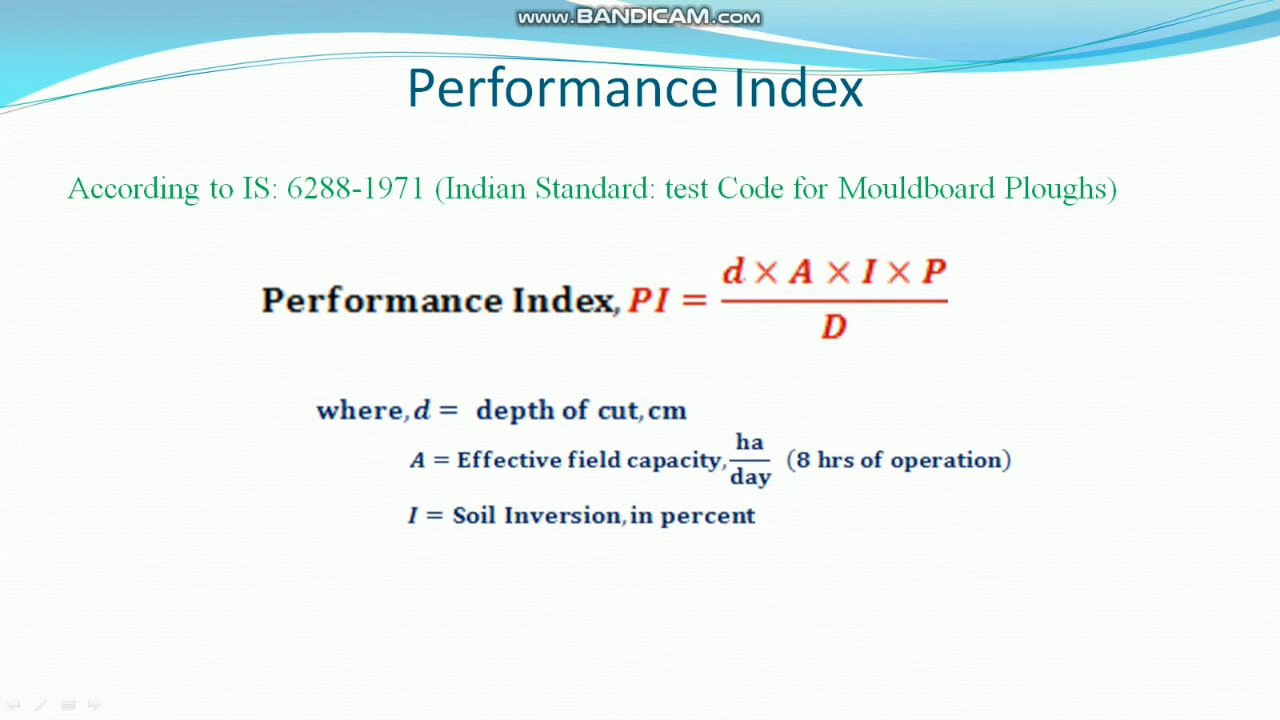 www.BANDICAM.com
Performance Index
According to IS: 6288-1971 (Indian Standard: test Code for Mouldboard Ploughs)
Performance Index, PI = d × A × I × P / D
where, d = depth of cut, cm
A = Effective field capacity, ha/day (8 hrs of operation)
I = Soil Inversion, in percent